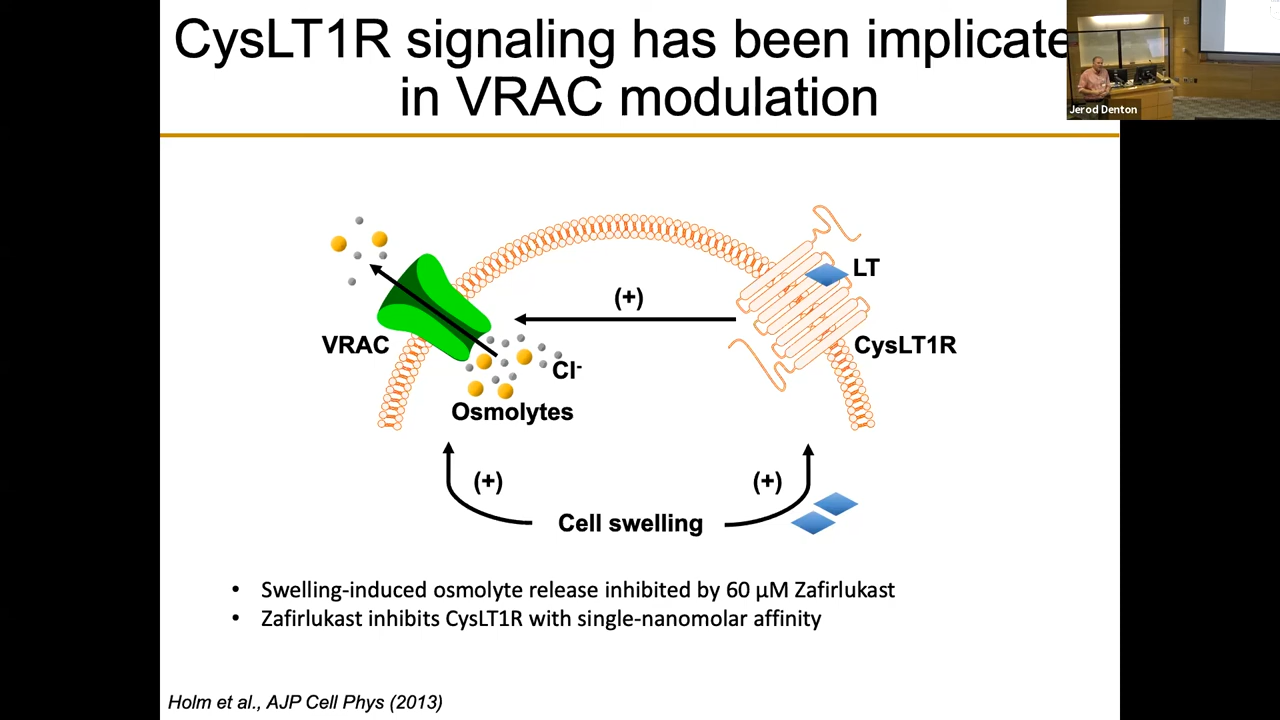 CysLT1R signaling has been implicate
in VRAC modulation
Jerod Denton
LT
(+)
VRAC
CysLT1R
Cl-
Osmolytes
(+)
(+)
Cell swelling
• Swelling-induced osmolyte release inhibited by 60 µM Zafirlukast
• Zafirlukast inhibits CysLT1R with single-nanomolar affinity
Holm et al., AJP Cell Phys (2013)